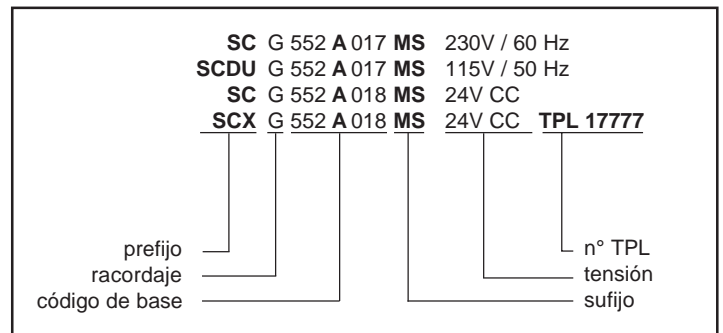 SC G 552 A 017 MS 230V / 60 Hz
SCDU G 552 A 017 MS 115V / 50 Hz
SC G 552 A 018 MS 24V CC
SCX G 552 A 018 MS 24V CC TPL 17777
prefijo n° TPL
racordaje tensión
código de base sufijo